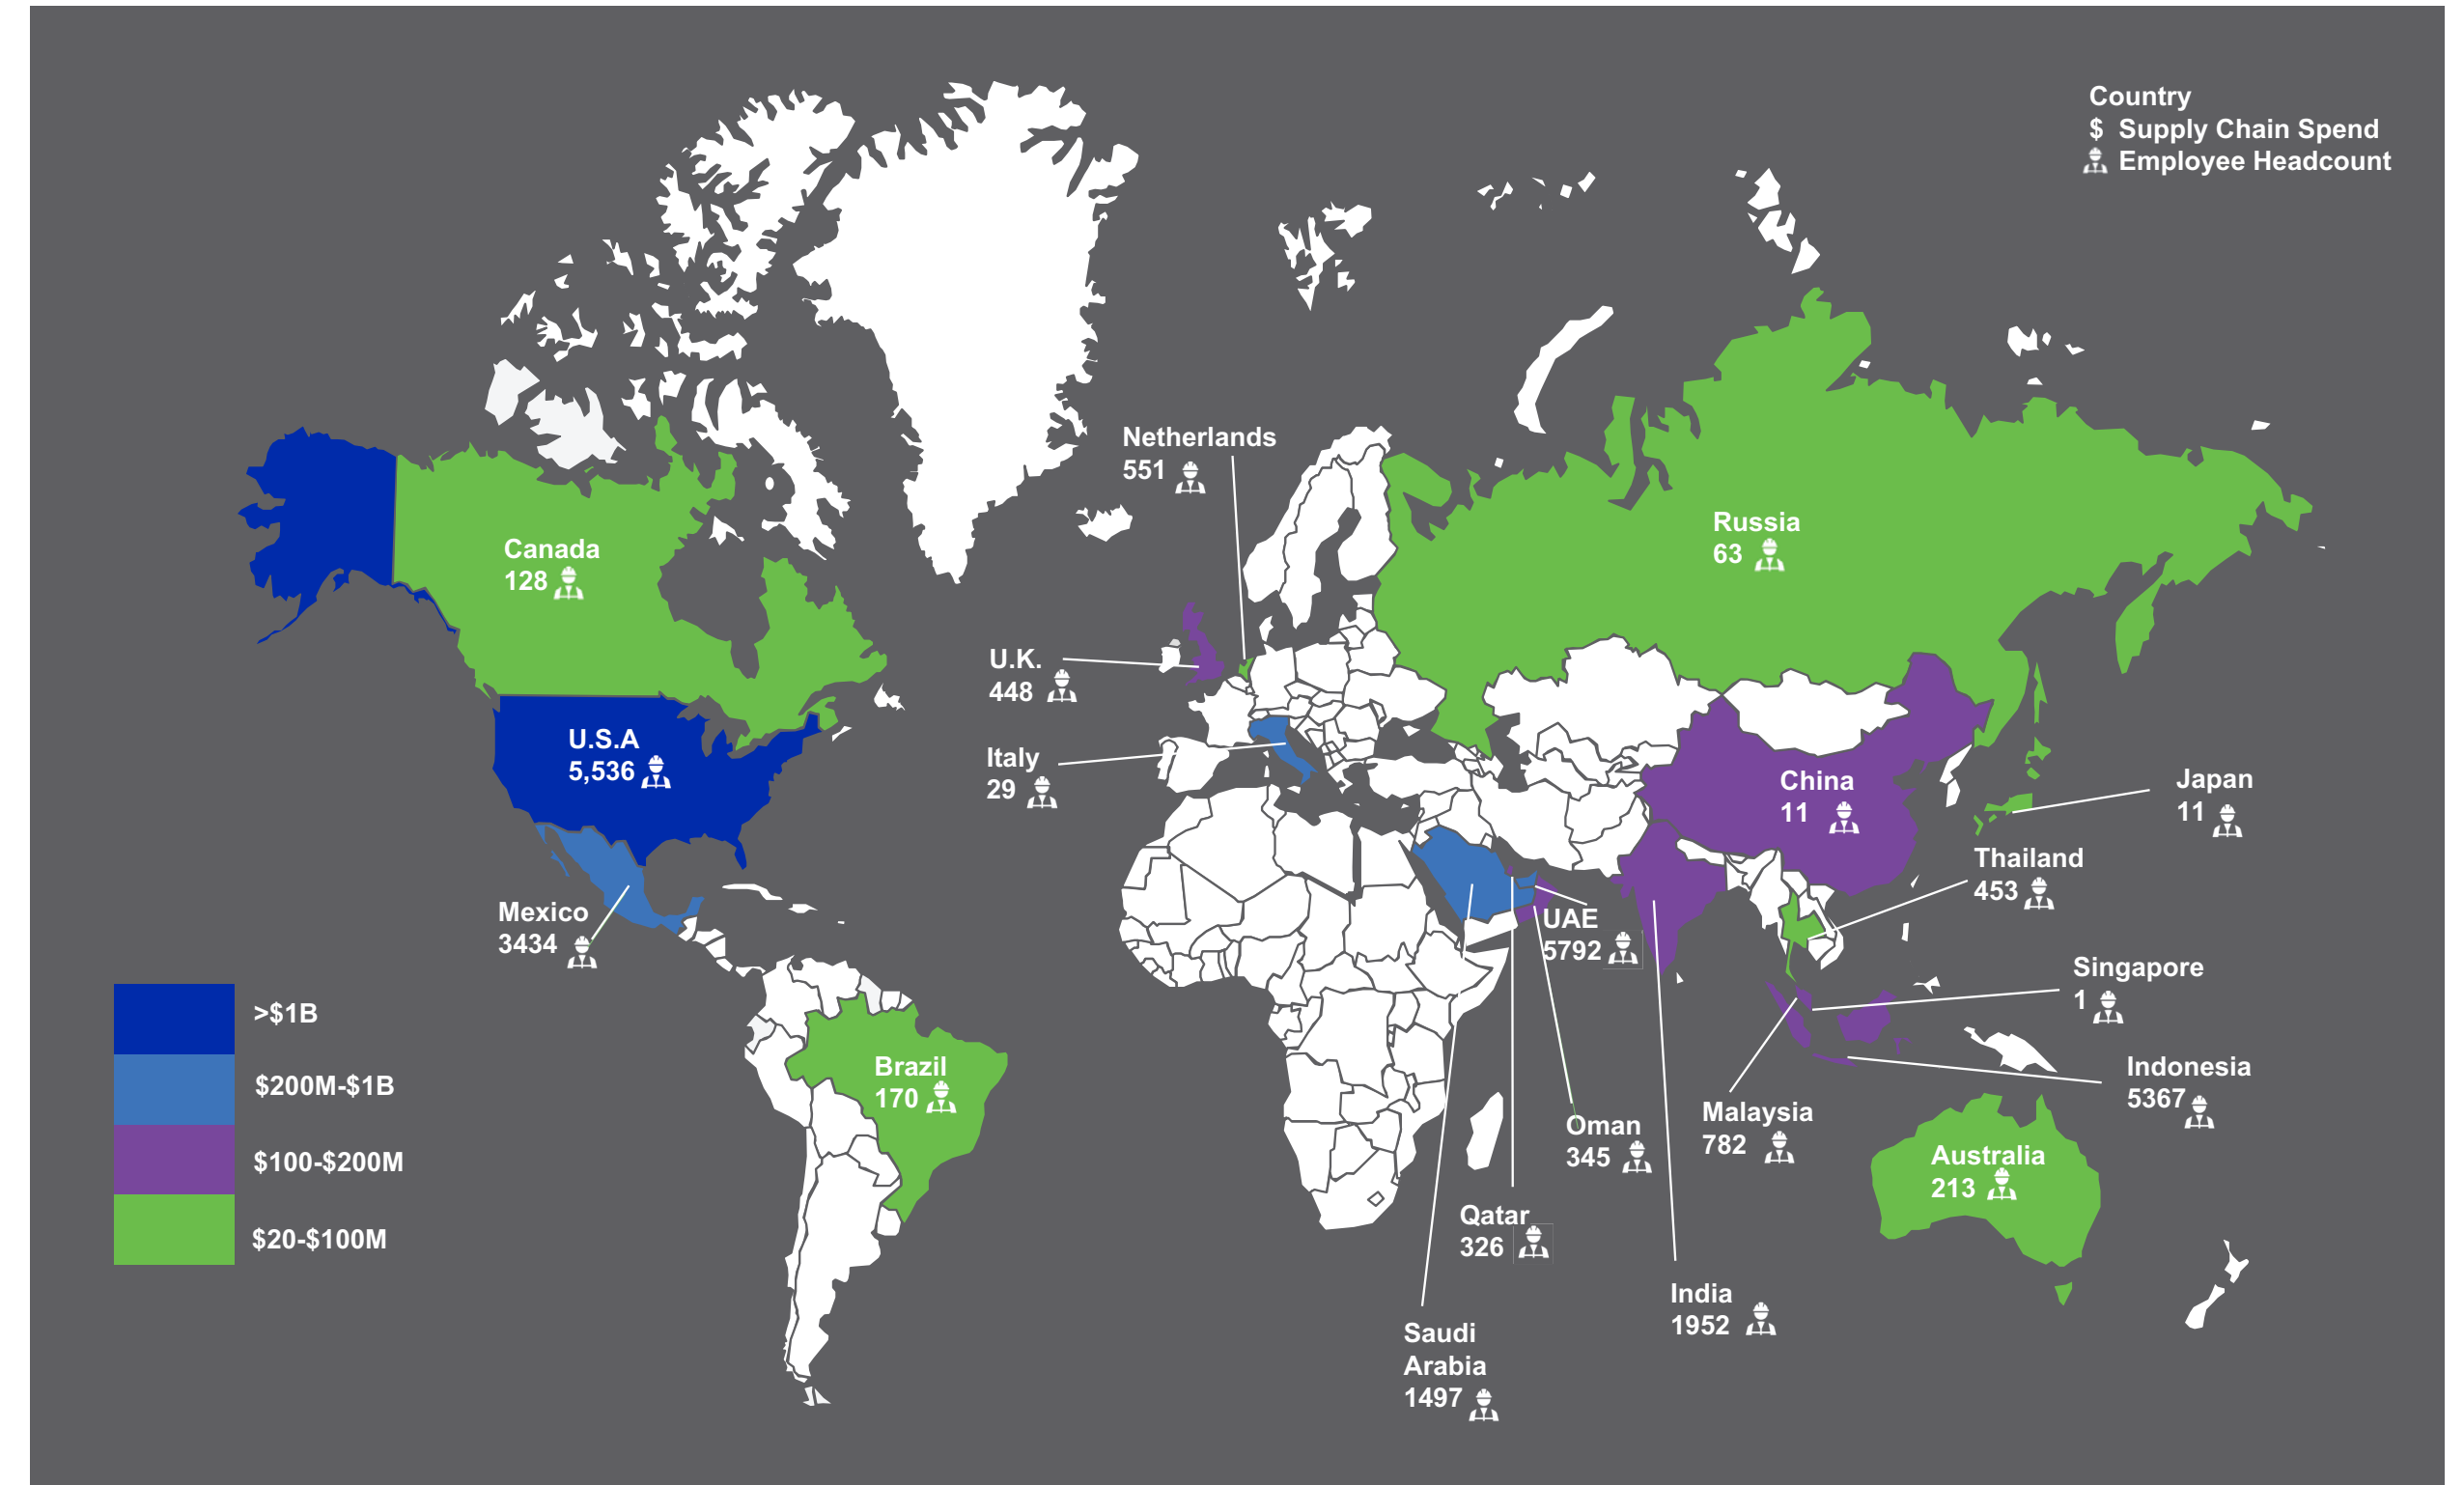 Country
$ Supply Chain Spend
Employee Headcount
Netherlands
551
Russia
63
Canada
128
U.K.
448
U.S.A
5,536
Italy
29
China
11
Japan
11
Thailand
453
Mexico
3434
UAE
5792
Singapore
1
>$1B
$200M-$1B
$100-$200M
$20-$100M
Brazil
170
Indonesia
5367
Malaysia
782
Oman
345
Australia
213
Qatar
326
India
1952
Saudi
Arabia
1497